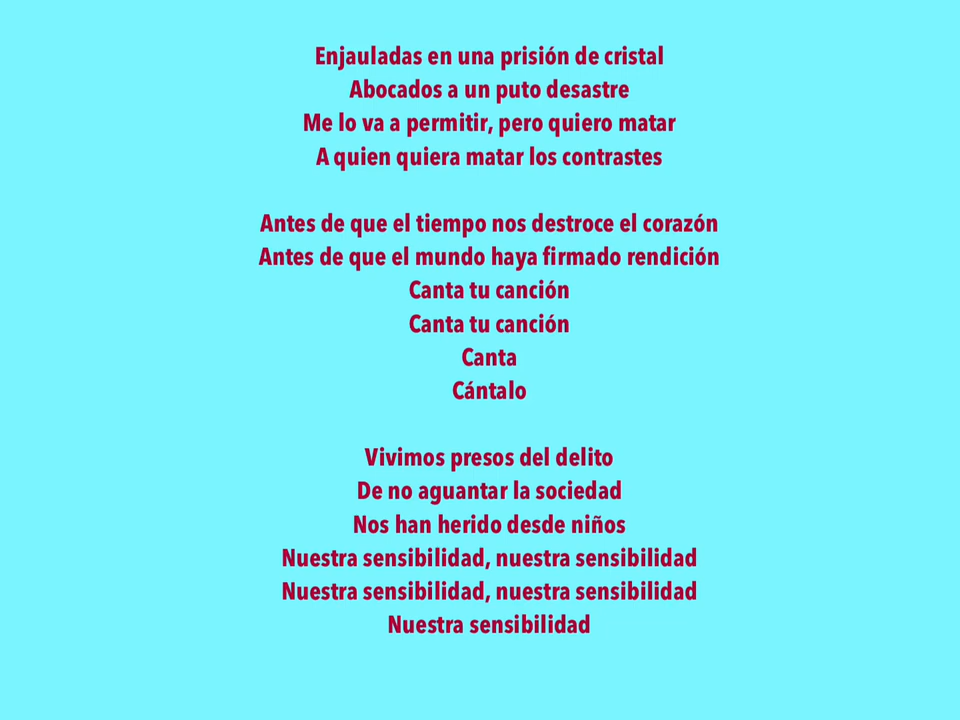 Enjauladas en una prisión de cristal
Abocados a un puto desastre
Me lo va a permitir, pero quiero matar
A quien quiera matar los contrastes
Antes de que el tiempo nos destroce el corazón
Antes de que el mundo haya firmado rendición
Canta tu canción
Canta tu canción
Canta
Cántalo
Vivimos presos del delito
De no aguantar la sociedad
Nos han herido desde niños
Nuestra sensibilidad, nuestra sensibilidad
Nuestra sensibilidad, nuestra sensibilidad
Nuestra sensibilidad